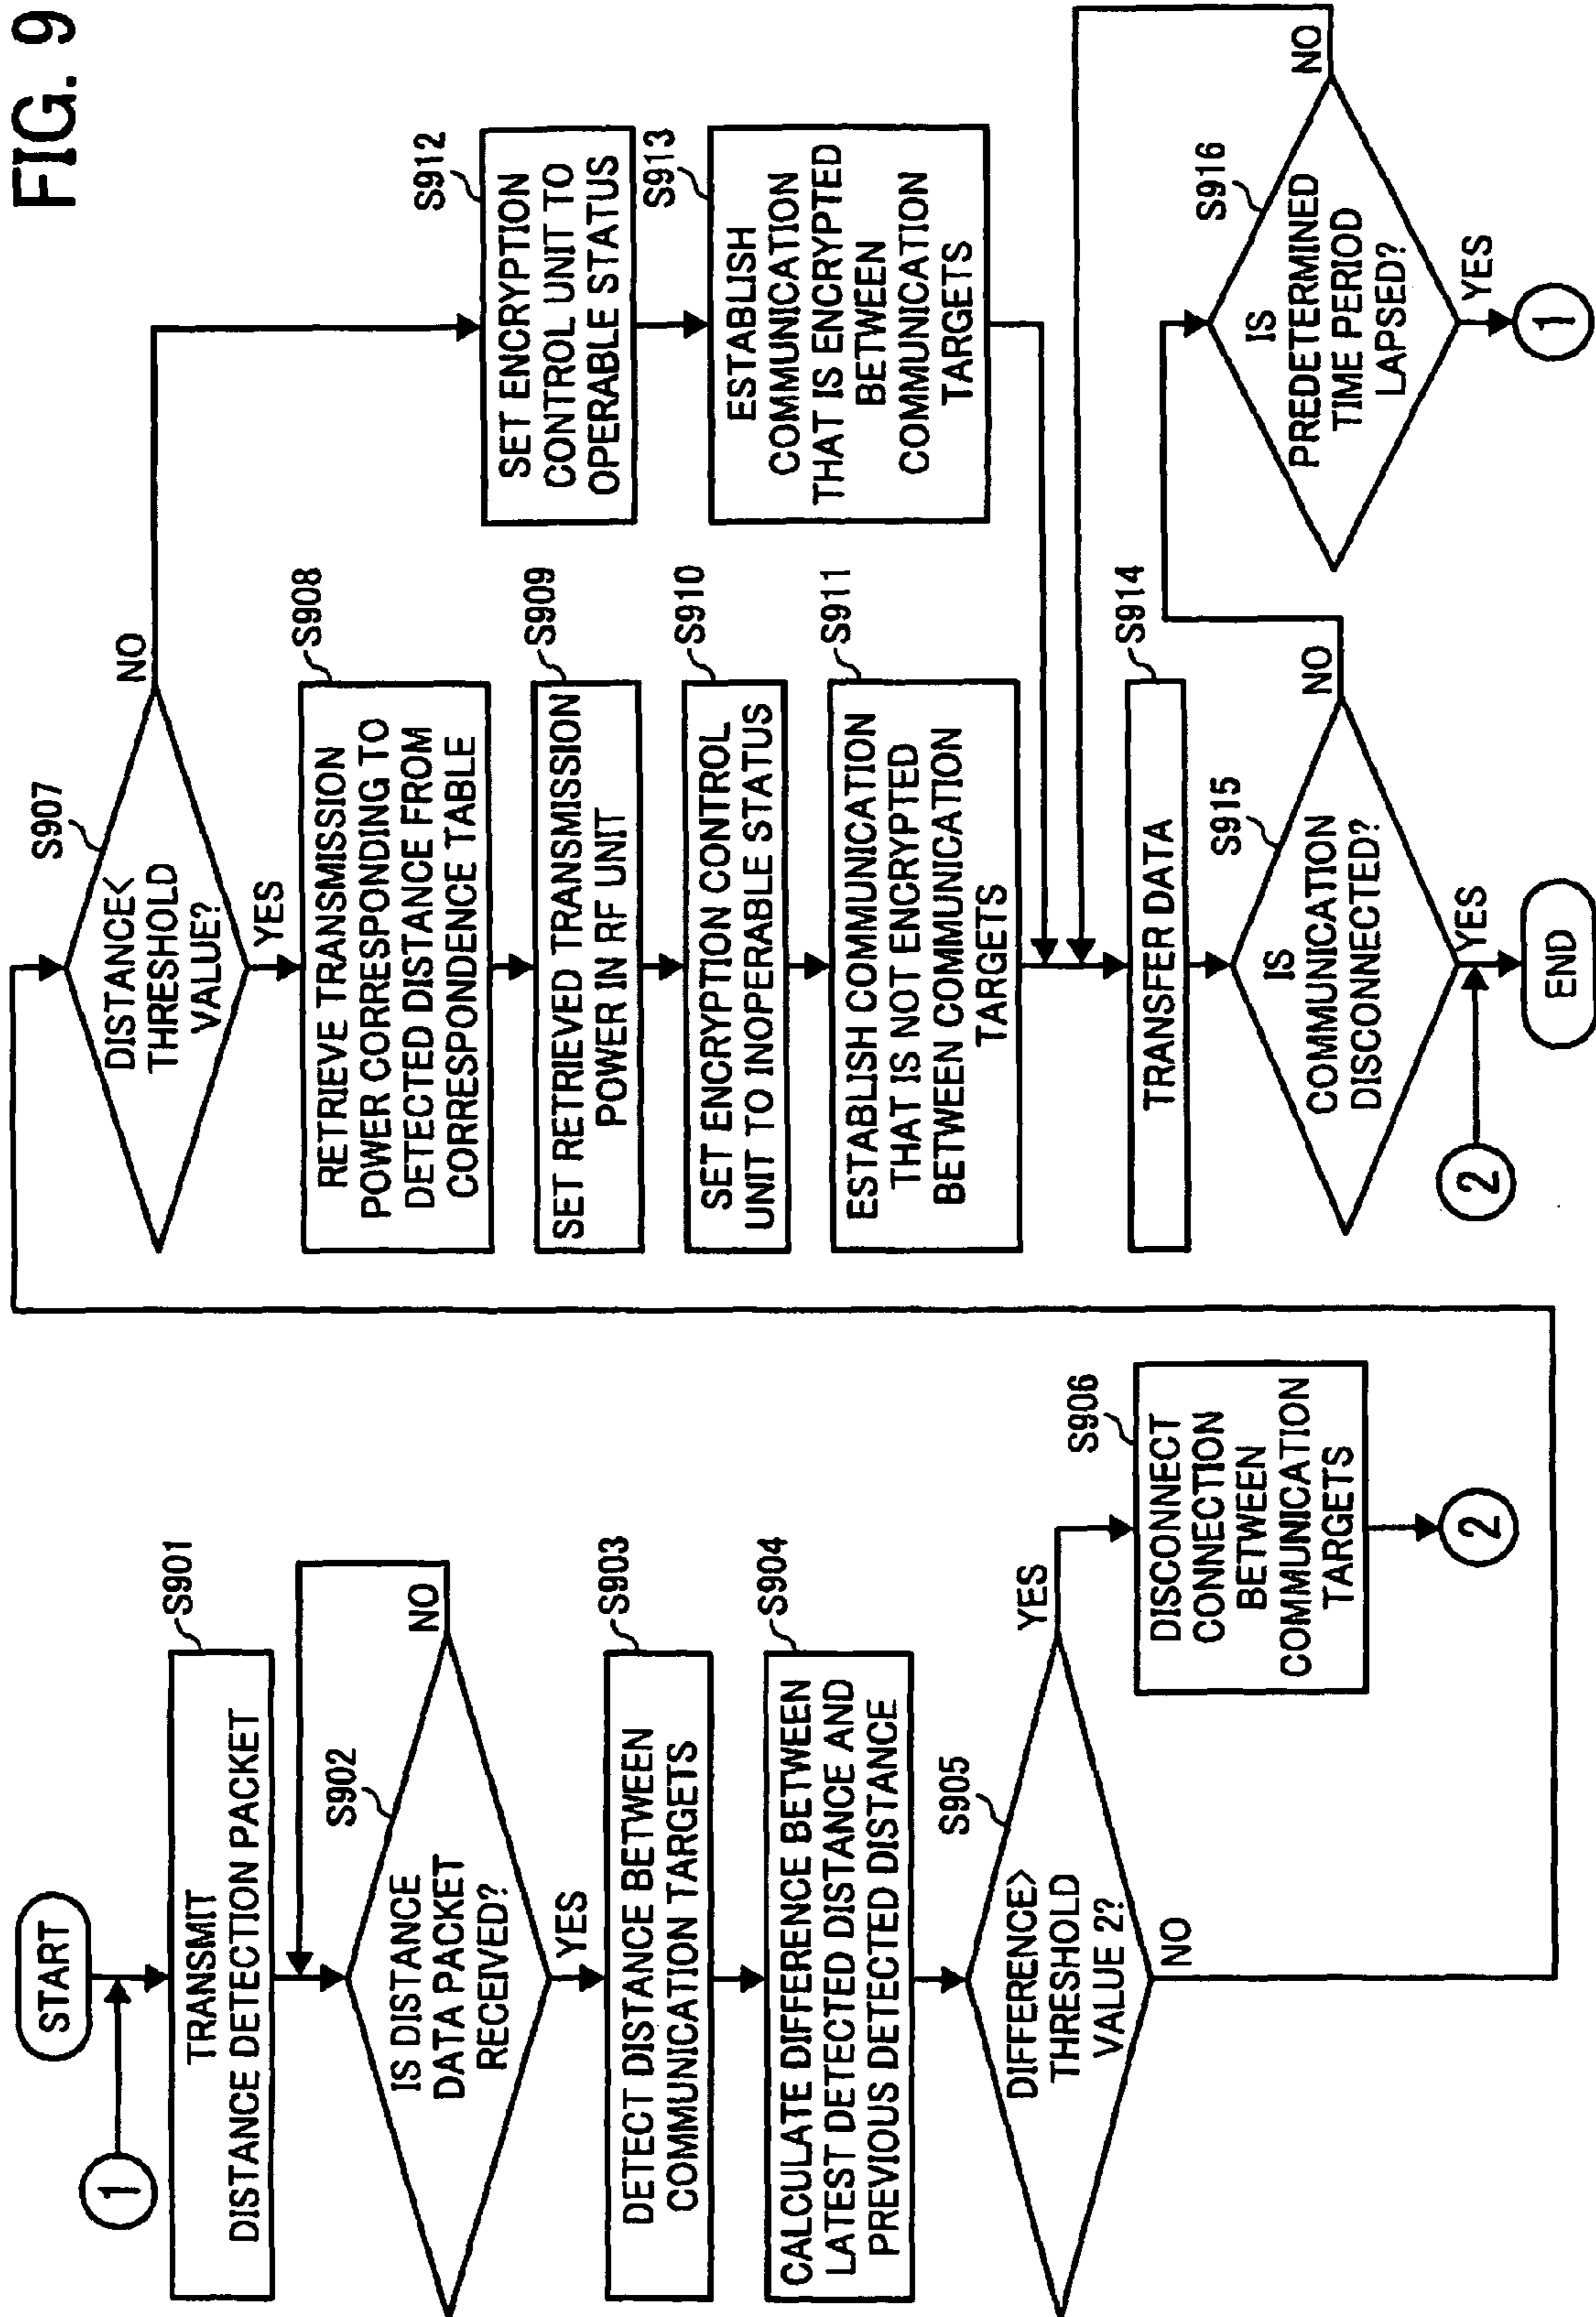 FIG. 9
START
1
TRANSMIT
DISTANCE DETECTION PACKET
S901
IS DISTANCE
DATA PACKET
RECEIVED?
S902
NO
YES
DETECT DISTANCE BETWEEN
COMMUNICATION TARGETS
S903
CALCULATE DIFFERENCE BETWEEN
LATEST DETECTED DISTANCE AND
PREVIOUS DETECTED DISTANCE
S904
DIFFERENCE>
THRESHOLD
VALUE 2?
S905
YES
NO
DISCONNECT
CONNECTION
BETWEEN
COMMUNICATION
TARGETS
S906
2
DISTANCE<
THRESHOLD
VALUE?
S907
NO
YES
RETRIEVE TRANSMISSION
POWER CORRESPONDING TO
DETECTED DISTANCE FROM
CORRESPONDENCE TABLE
S908
SET RETRIEVED TRANSMISSION
POWER IN RF UNIT
S909
SET ENCRYPTION CONTROL
UNIT TO INOPERABLE STATUS
S910
ESTABLISH COMMUNICATION
THAT IS NOT ENCRYPTED
BETWEEN COMMUNICATION
TARGETS
S911
SET ENCRYPTION
CONTROL UNIT TO
OPERABLE STATUS
S912
ESTABLISH
COMMUNICATION
THAT IS ENCRYPTED
BETWEEN
COMMUNICATION
TARGETS
S913
TRANSFER DATA
S914
IS
COMMUNICATION
DISCONNECTED?
S915
NO
YES
2
END
IS
PREDETERMINED
TIME PERIOD
LAPSED?
S916
NO
YES
1